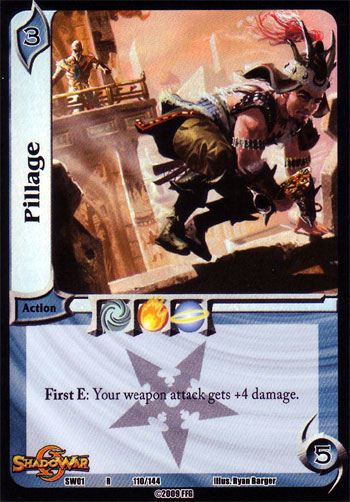 3
Pillage
Action
First E: Your weapon attack gets +4 damage.
5
SHADOWAR
SW01 R 110/144 Illus. Ryan Barger
©2009 FFG